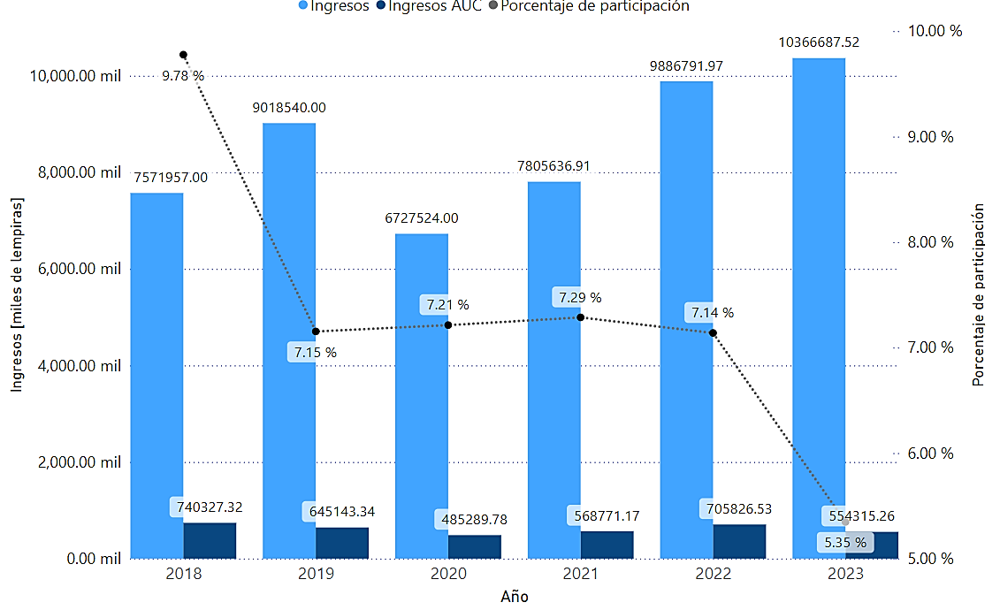 Ingresos Ingresos AUC Porcentaje de participación
10.00 %
10366687.52
9886791.97
10,000.00 mil
9.78 %
9018540.00
9.00 %
8,000.00 mil
7571957.00
7805636.91
6727524.00
8.00 %
6,000.00 mil
7.21 %
7.29 %
7.14 %
7.15 %
7.00 %
4,000.00 mil
2,000.00 mil
6.00 %
740327.32
645143.34
485289.78
568771.17
705826.53
554315.26
5.35 %
0.00 mil
5.00 %
2018 2019 2020 2021 2022 2023
Año
Ingresos [miles de lempiras]
Porcentaje de participación